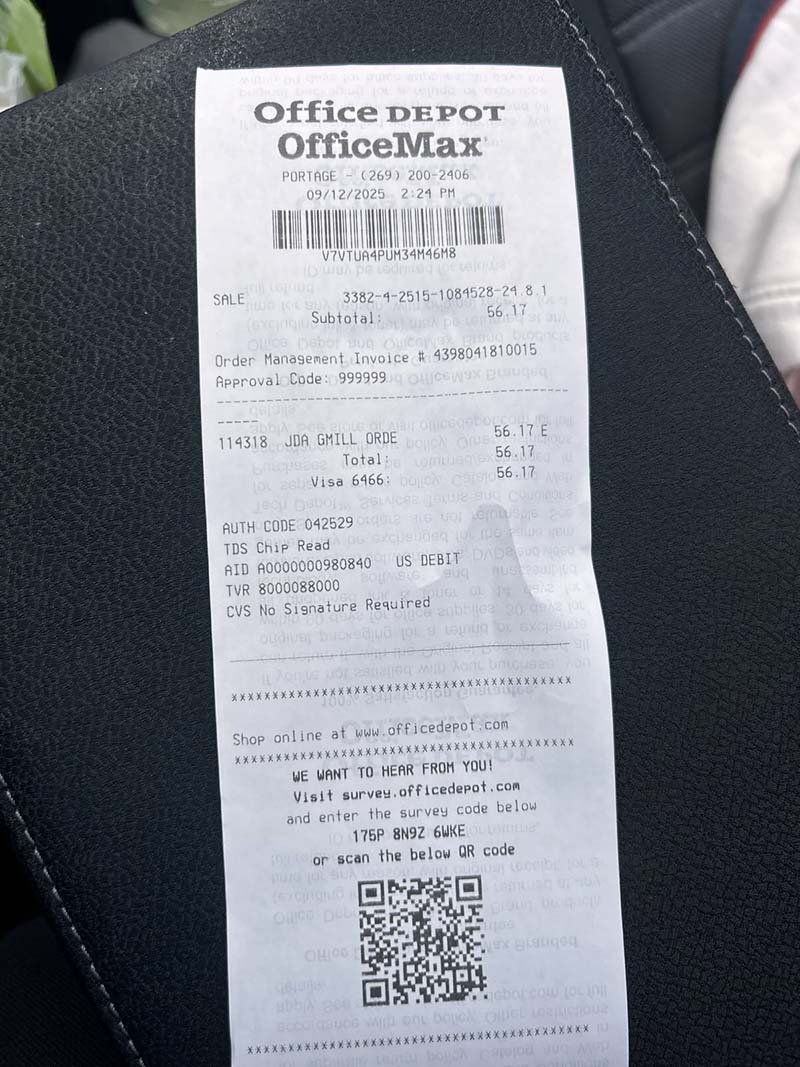 Office DEPOT
OfficeMax
PORTAGE - (269) 200-2406
09/12/2025 2:24 PM
V7VTUA4PUM34M46M8
SALE 3382-4-2515-1084528-24.8.1
Subtotal: 56.17
Order Management Invoice # 4398041810015
Approval Code: 999999
--------------------------------------------
-----
114318 JDA GMILL ORDE 56.17 E
Total: 56.17
Visa 6466: 56.17
AUTH CODE 042529
TDS Chip Read
AID A0000000980840 US DEBIT
TVR 8000088000
CVS No Signature Required
Shop online at www.officedepot.com
WE WANT TO HEAR FROM YOU!
Visit survey.officedepot.com
and enter the survey code below
175P 8N9Z 6WKE
or scan the below QR code